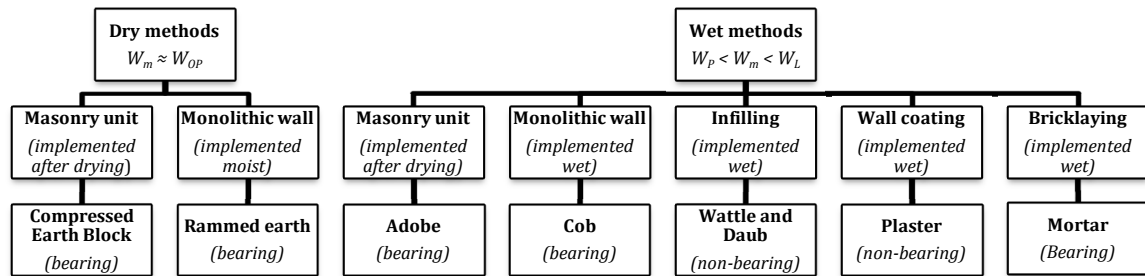 Dry methods
W_m ≈ W_OP
Wet methods
W_P < W_m < W_L
Masonry unit
(implemented
after drying)
Monolithic wall
(implemented
moist)
Masonry unit
(implemented
after drying)
Monolithic wall
(implemented
wet)
Infilling
(implemented
wet)
Wall coating
(implemented
wet)
Bricklaying
(implemented
wet)
Compressed
Earth Block
(bearing)
Rammed earth
(bearing)
Adobe
(bearing)
Cob
(bearing)
Wattle and
Daub
(non-bearing)
Plaster
(non-bearing)
Mortar
(Bearing)